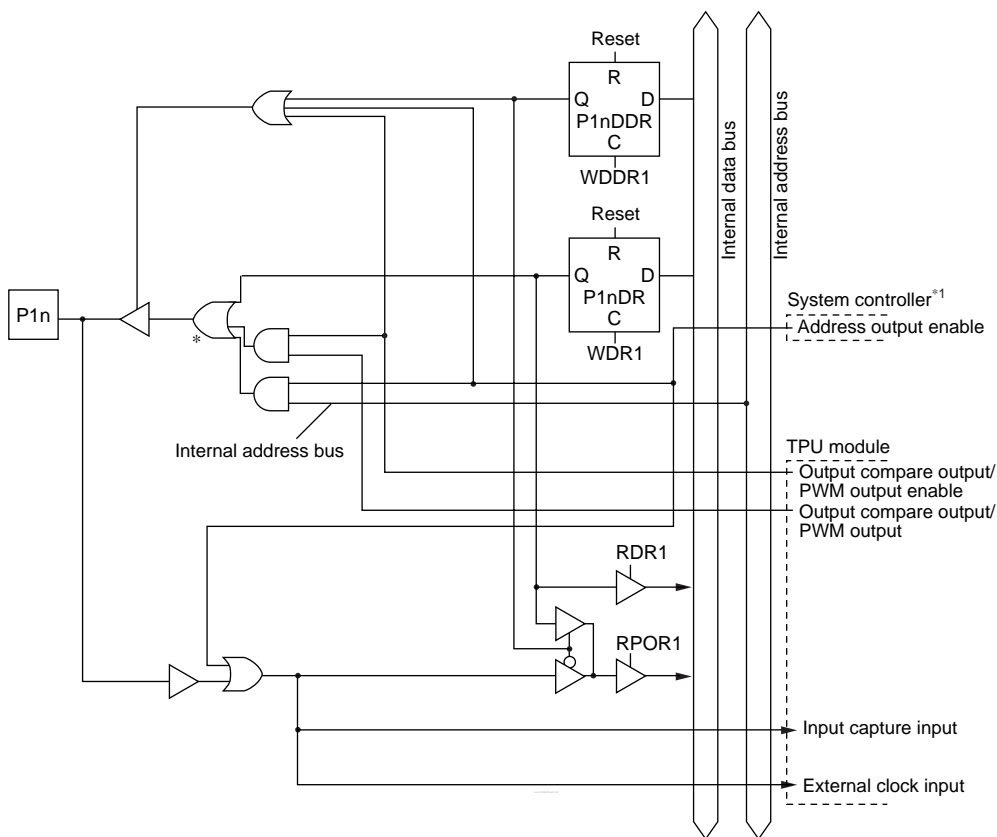 Reset
R
Q D
P1nDDR
C
WDDR1
Reset
R
Q D
P1nDR
C
WDR1
Internal data bus
Internal address bus
P1n
*
System controller*1
Address output enable
Internal address bus
TPU module
Output compare output/
PWM output enable
Output compare output/
PWM output
RDR1
RPOR1
Input capture input
External clock input